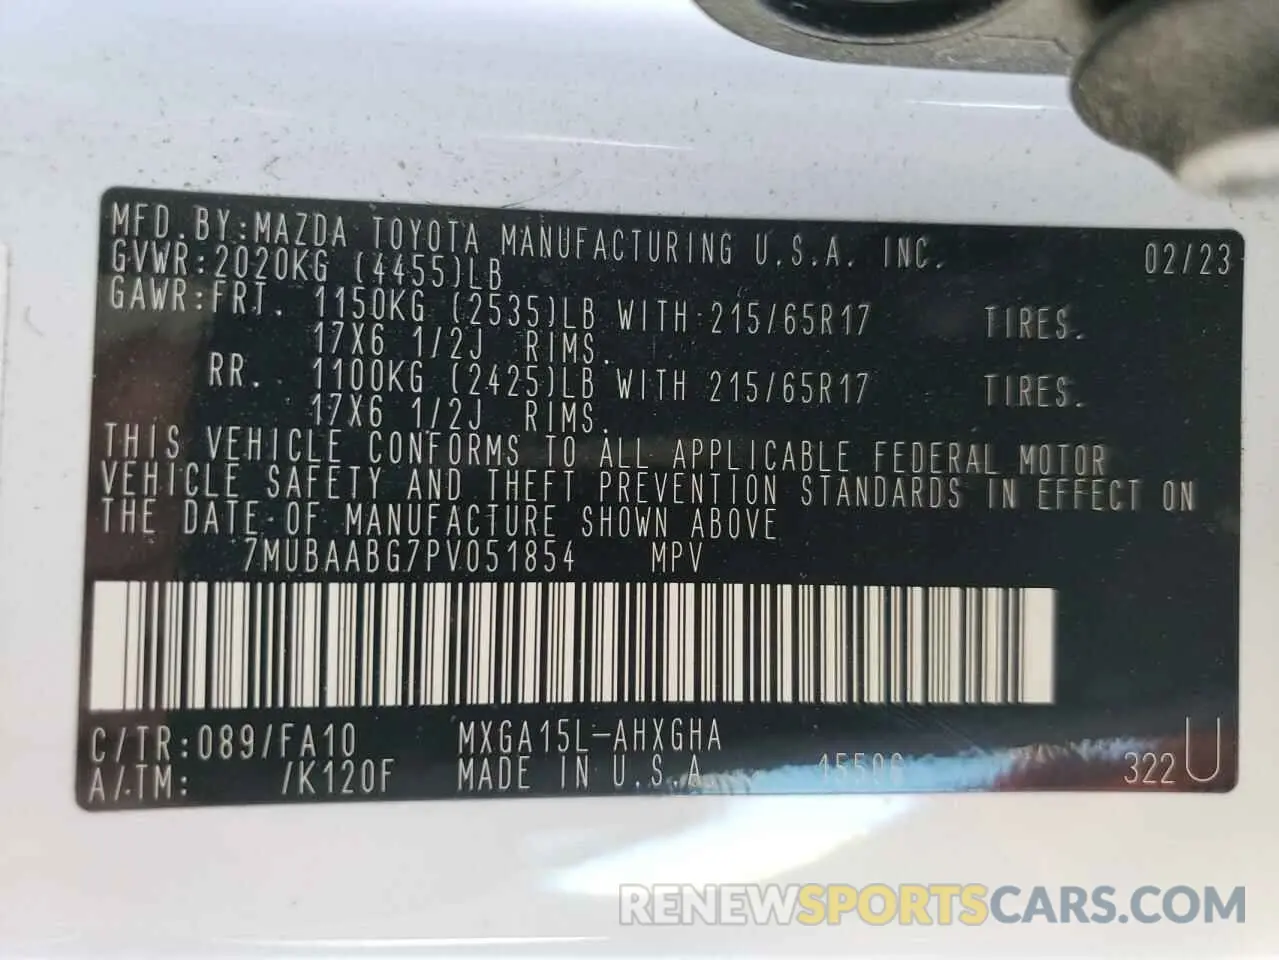 MFD.BY:MAZDA TOYOTA MANUFACTURING U.S.A. INC. 02/23
GVWR:2020KG (4455)LB
GAWR:FRT. 1150KG (2535)LB WITH 215/65R17 TIRES.
17X6 1/2J RIMS.
RR. 1100KG (2425)LB WITH 215/65R17 TIRES.
17X6 1/2J RIMS.
THIS VEHICLE CONFORMS TO ALL APPLICABLE FEDERAL MOTOR
VEHICLE SAFETY AND THEFT PREVENTION STANDARDS IN EFFECT ON
THE DATE OF MANUFACTURE SHOWN ABOVE
7MUBAABG7PV051854 MPV
C/TR:089/FA10 MXGA15L-AHXGHA
A/TM: /K120F MADE IN U.S.A. 322 U
RENEWSPORTSCARS.COM